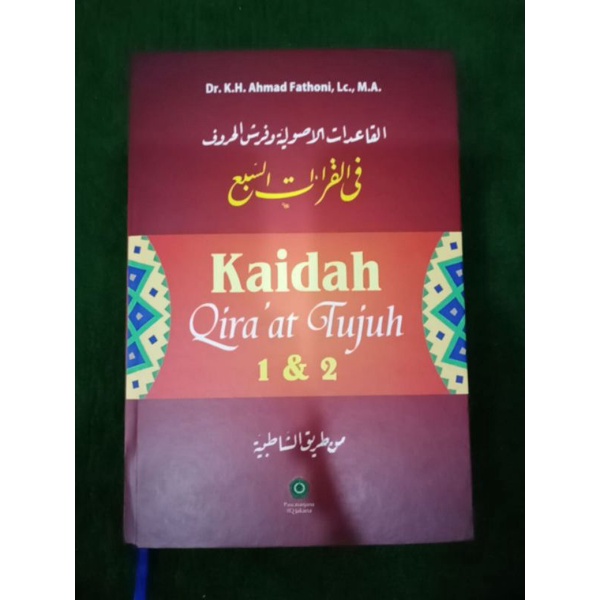 Dr. K.H. Ahmad Fathoni, Lc., M.A.
القاعدات الاصولية وفرش الحروف
في القراءات السبع
Kaidah
Qira'at Tujuh
1 & 2
من طريق الشاطبية
Pascasarjana